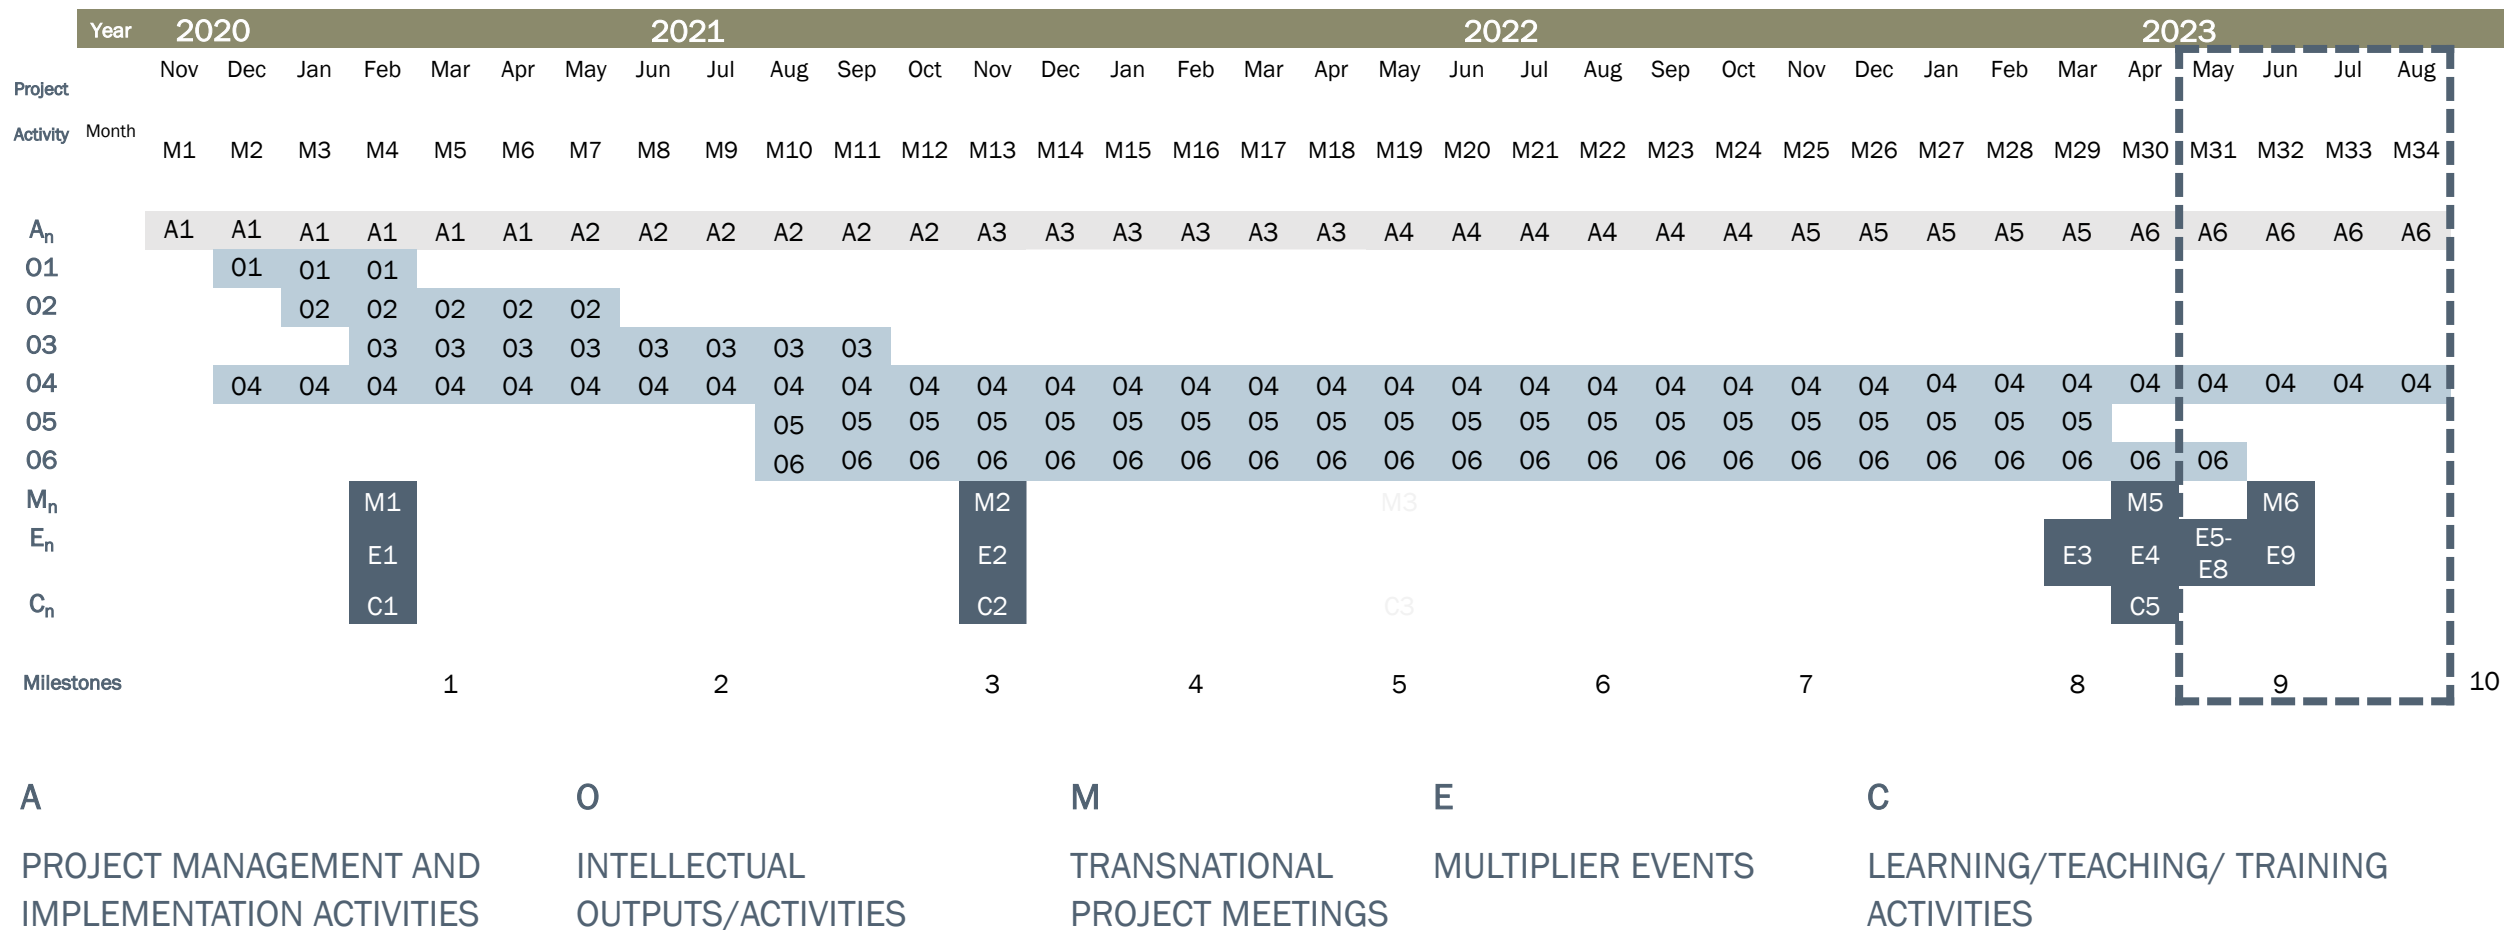 Year 2020 2021 2022 2023
Nov Dec Jan Feb Mar Apr May Jun Jul Aug Sep Oct Nov Dec Jan Feb Mar Apr May Jun Jul Aug Sep Oct Nov Dec Jan Feb Mar Apr May Jun Jul Aug
Project
Activity Month
M1 M2 M3 M4 M5 M6 M7 M8 M9 M10 M11 M12 M13 M14 M15 M16 M17 M18 M19 M20 M21 M22 M23 M24 M25 M26 M27 M28 M29 M30 M31 M32 M33 M34
An A1 A1 A1 A1 A1 A1 A2 A2 A2 A2 A2 A2 A3 A3 A3 A3 A3 A3 A4 A4 A4 A4 A4 A4 A5 A5 A5 A5 A5 A6 A6 A6 A6 A6
O1 O1 O1 O1
O2 O2 O2 O2 O2 O2
O3 O3 O3 O3 O3 O3 O3 O3 O3
O4 O4 O4 O4 O4 O4 O4 O4 O4 O4 O4 O4 O4 O4 O4 O4 O4 O4 O4 O4 O4 O4 O4 O4 O4 O4 O4 O4 O4 O4 O4 O4 O4 O4
O5 O5 O5 O5 O5 O5 O5 O5 O5 O5 O5 O5 O5 O5 O5 O5 O5 O5 O5 O5 O5
O6 O6 O6 O6 O6 O6 O6 O6 O6 O6 O6 O6 O6 O6 O6 O6 O6 O6 O6 O6 O6 O6 O6
Mn M1 M2 M3 M5 M6
En E1 E2 E3 E4 E5-
E8 E9
Cn C1 C2 C3 C5
Milestones 1 2 3 4 5 6 7 8 9 10
A
PROJECT MANAGEMENT AND
IMPLEMENTATION ACTIVITIES
O
INTELLECTUAL
OUTPUTS/ACTIVITIES
M
TRANSNATIONAL
PROJECT MEETINGS
E
MULTIPLIER EVENTS
C
LEARNING/TEACHING/ TRAINING
ACTIVITIES